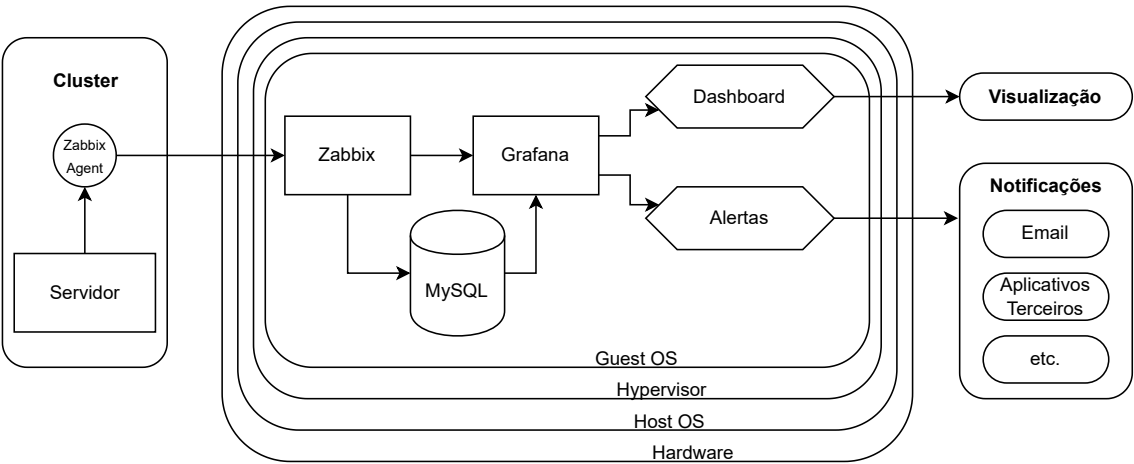 Cluster
Zabbix
Agent
Servidor
Zabbix
Grafana
MySQL
Dashboard
Alertas
Guest OS
Hypervisor
Host OS
Hardware
Visualização
Notificações
Email
Aplicativos
Terceiros
etc.